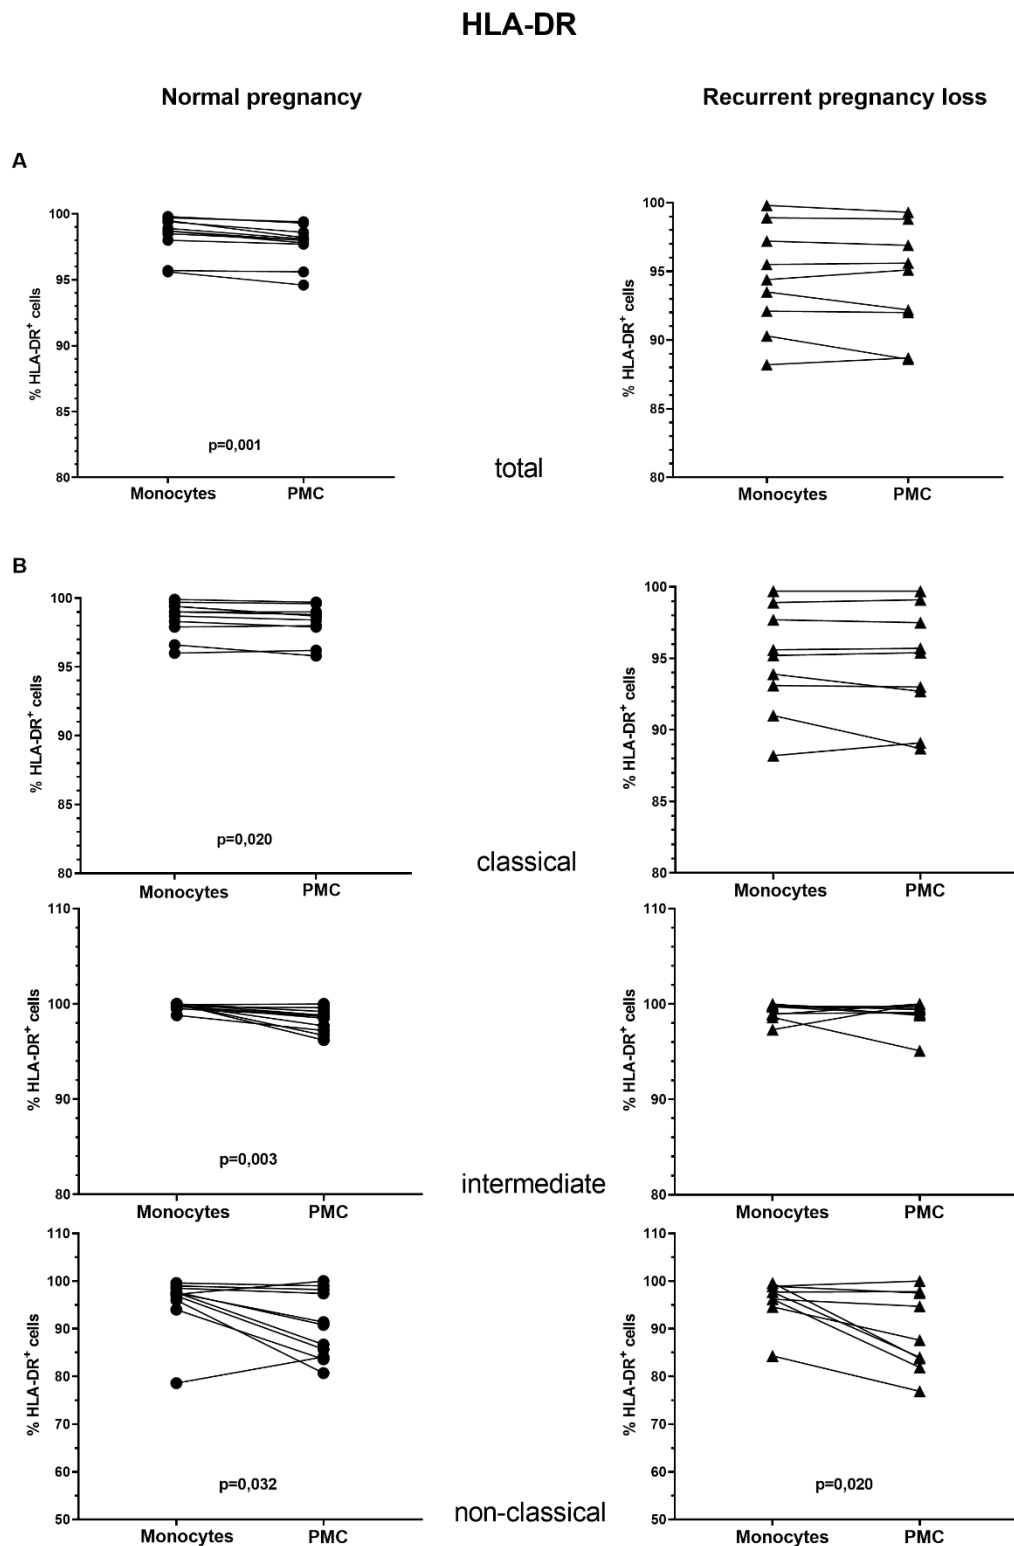 HLA-DR
Normal pregnancy
Recurrent pregnancy loss
A
% HLA-DR+ cells
100
95
90
85
80
p=0,001
Monocytes
PMC
total
% HLA-DR+ cells
100
95
90
85
80
Monocytes
PMC
B
% HLA-DR+ cells
100
95
90
85
80
p=0,020
Monocytes
PMC
classical
% HLA-DR+ cells
100
95
90
85
80
Monocytes
PMC
% HLA-DR+ cells
110
100
90
80
p=0,003
Monocytes
PMC
intermediate
% HLA-DR+ cells
110
100
90
80
Monocytes
PMC
% HLA-DR+ cells
110
100
90
80
70
60
50
p=0,032
Monocytes
PMC
non-classical
% HLA-DR+ cells
110
100
90
80
70
60
50
p=0,020
Monocytes
PMC